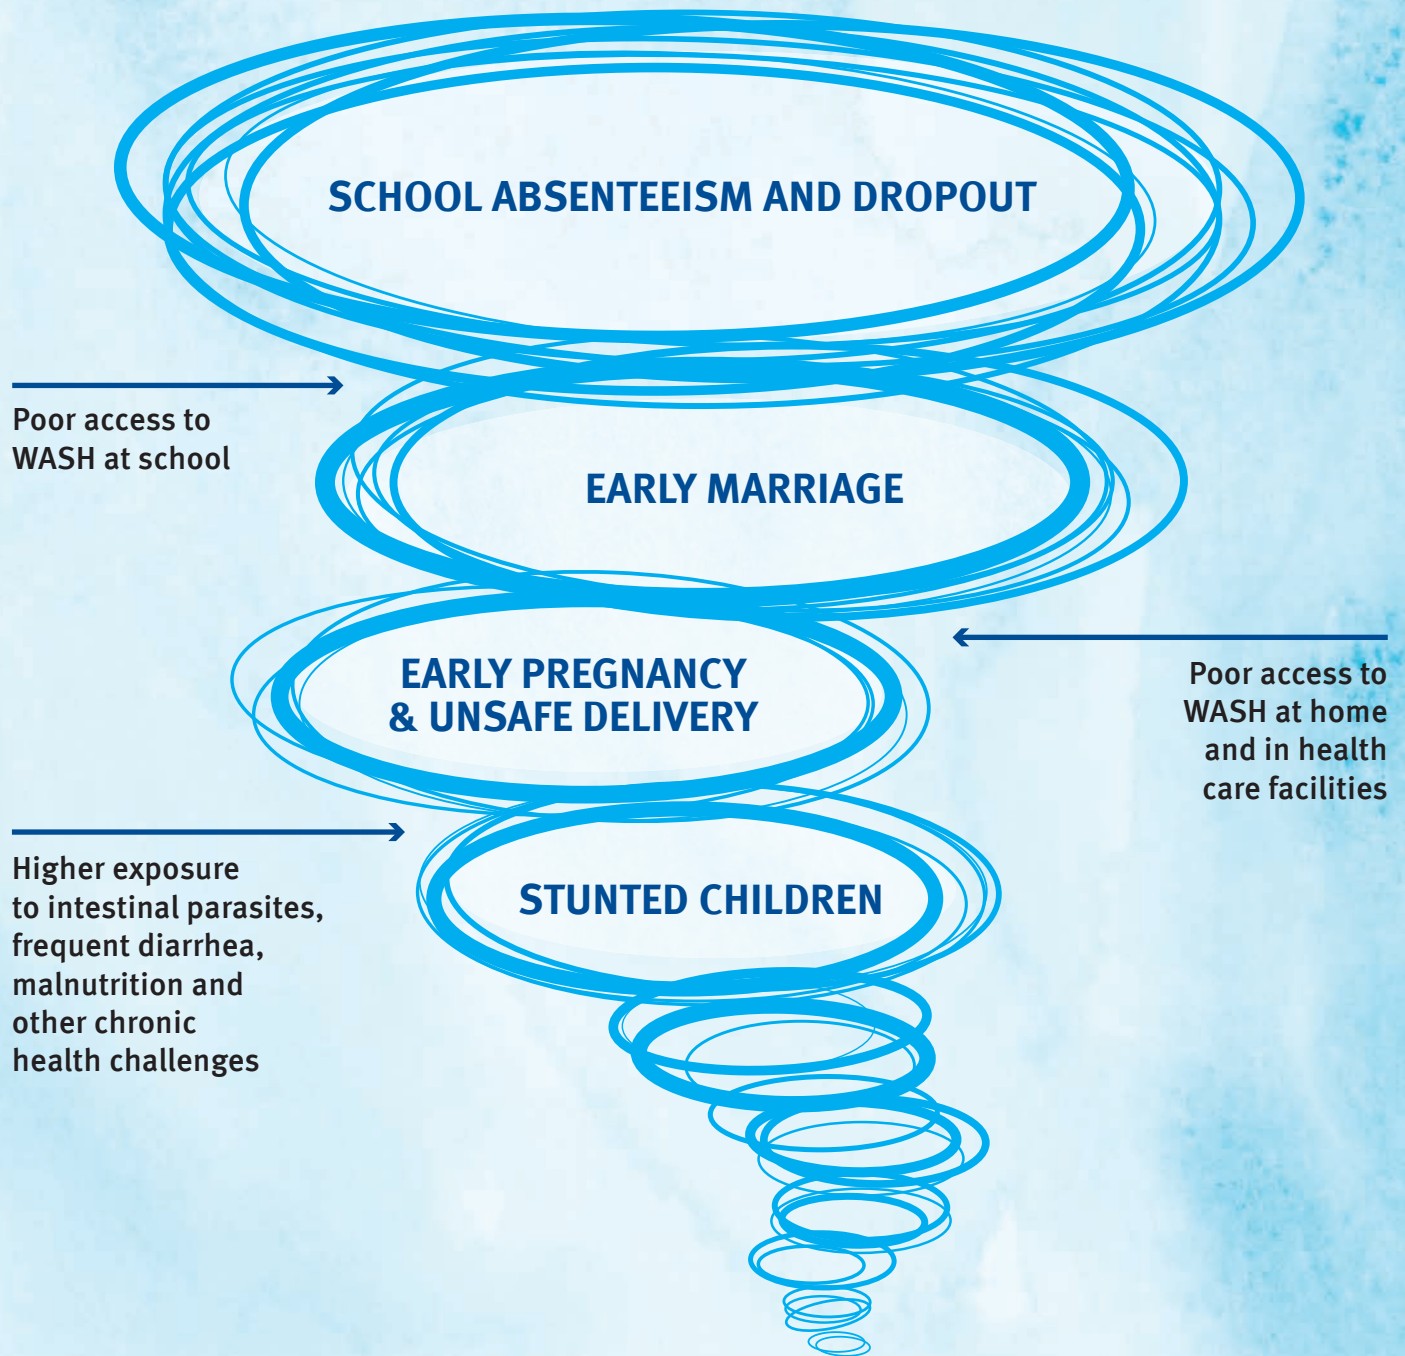 SCHOOL ABSENTEEISM AND DROPOUT
Poor access to
WASH at school
EARLY MARRIAGE
EARLY PREGNANCY
& UNSAFE DELIVERY
Poor access to
WASH at home
and in health
care facilities
Higher exposure
to intestinal parasites,
frequent diarrhea,
malnutrition and
other chronic
health challenges
STUNTED CHILDREN